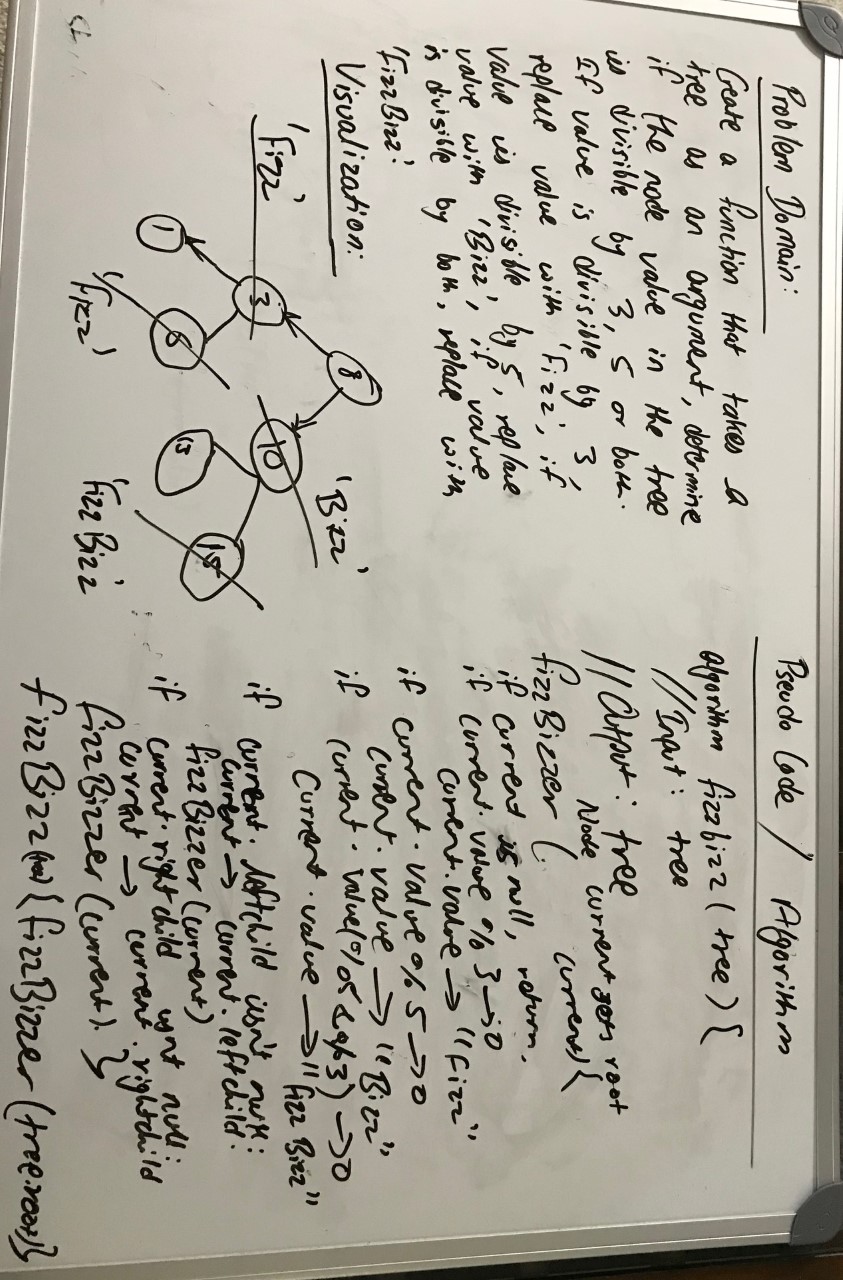 Problem Domain:
Create a function that takes a
tree as an argument, determine
if the node value in the tree
is divisible by 3, 5 or both.
If value is divisible by 3,
replace value with 'Fizz', if
value is divisible by 5, replace
value with 'Bizz', if value
is divisible by both, replace with
'FizzBizz'
Visualization:
8
'Bizz'
'Fizz'
3
10
1
6
13
15
'Fizz'
'FizzBizz'
Pseudo Code / Algorithm
Algorithm fizzbizz(tree){
//Input: tree
//Output: tree
Node current root
fizzBizzer( current){
if current is null, return,
if current.value % 3 → 0
current.value → "Fizz",
if current.value % 5 → 0
current.value → "Bizz",
if current.value(%5 & %3) → 0
current.value → "FizzBizz"
if current.leftchild isn't null:
current → current.leftchild:
fizzBizzer(current)
if current.rightchild isnt null:
current → current.rightchild
fizzBizzer(current). }
fizzBizz(tree){fizzBizzer(tree.root)}